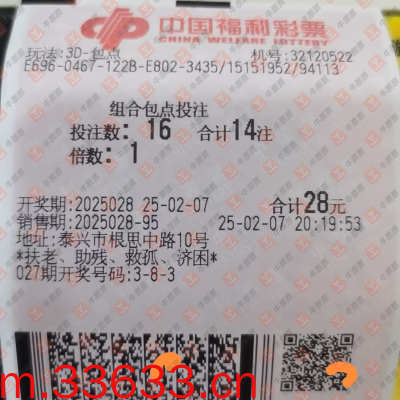 中国福利彩票
CHINA WELFARE LOTTERY
玩法:3D-包点 机号:32120522
E696-0467-122B-E802-3435/15151952/94113
组合包点投注
投注数: 16 合计14注
倍数: 1
开奖期:2025028 25-02-07 合计28元
销售期:2025028-95 25-02-07 20:19:53
地址:泰兴市根思中路10号
*扶老、助残、救孤、济困*
027期开奖号码:3-8-3
m.33633.cn